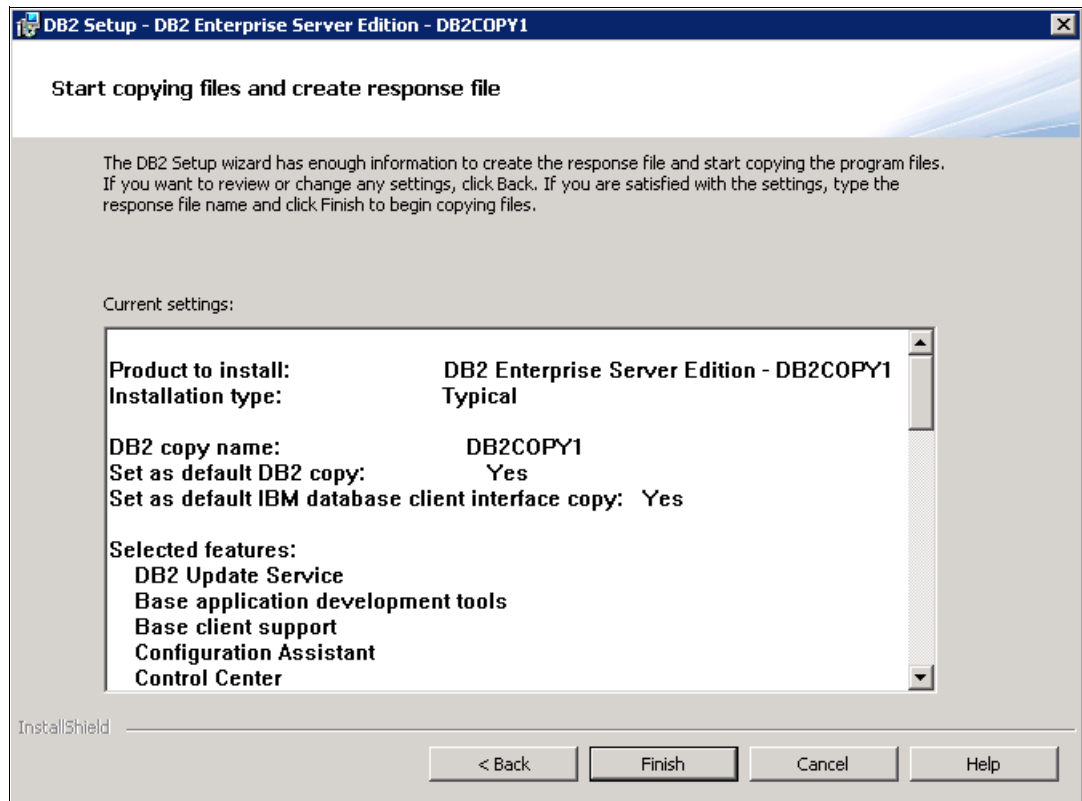 DB2 Setup - DB2 Enterprise Server Edition - DB2COPY1
Start copying files and create response file
The DB2 Setup wizard has enough information to create the response file and start copying the program files.
If you want to review or change any settings, click Back. If you are satisfied with the settings, type the
response file name and click Finish to begin copying files.
Current settings:
Product to install: DB2 Enterprise Server Edition - DB2COPY1
Installation type: Typical
DB2 copy name: DB2COPY1
Set as default DB2 copy: Yes
Set as default IBM database client interface copy: Yes
Selected features:
DB2 Update Service
Base application development tools
Base client support
Configuration Assistant
Control Center
InstallShield
< Back Finish Cancel Help